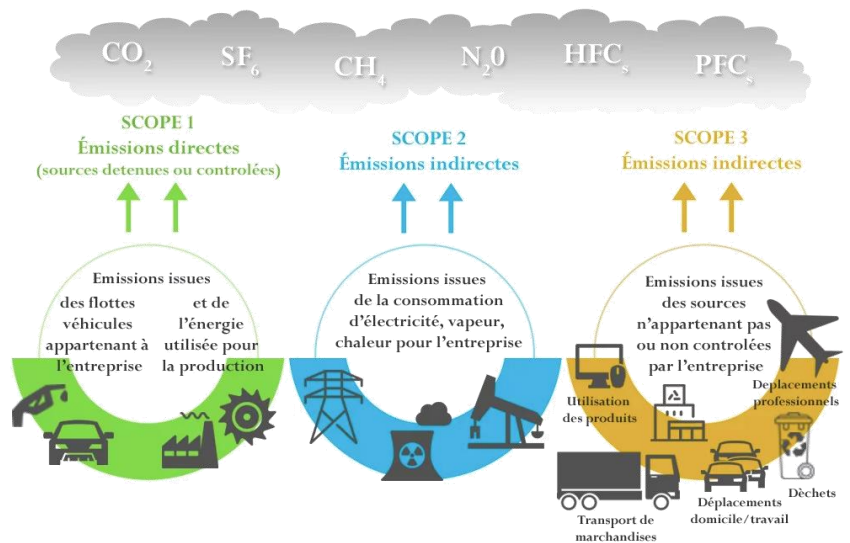 CO2
SF6
CH4
N20
HFCs
PFCs
SCOPE 1
Émissions directes
(sources detenues ou controlées)
SCOPE 2
Émissions indirectes
SCOPE 3
Émissions indirectes
Emissions issues
des flottes
véhicules
appartenant à
l'entreprise
et de
l'énergie
utilisée pour
la production
Emissions issues
de la consommation
d'électricité, vapeur,
chaleur pour l'entreprise
Emissions issues
des sources
n'appartenant pas
ou non controlées
par l'entreprise
Utilisation
des produits
Deplacements
professionnels
Transport de
marchandises
Déplacements
domicile/travail
Dèchets